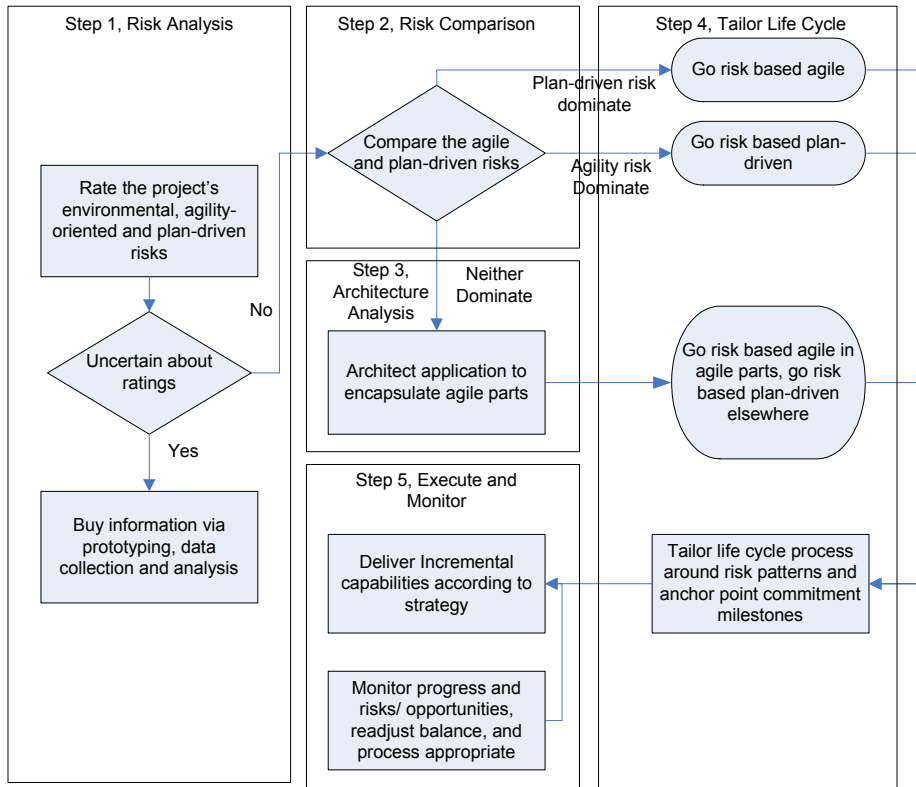 Step 1, Risk Analysis
Rate the project's
environmental, agility-
oriented and plan-driven
risks
No
Uncertain about
ratings
Yes
Buy information via
prototyping, data
collection and analysis
Step 2, Risk Comparison
Compare the agile
and plan-driven risks
Plan-driven risk
dominate
Agility risk
Dominate
Step 3,
Architecture
Analysis
Neither
Dominate
Architect application to
encapsulate agile parts
Step 4, Tailor Life Cycle
Go risk based agile
Go risk based plan-
driven
Go risk based agile in
agile parts, go risk
based plan-driven
elsewhere
Tailor life cycle process
around risk patterns and
anchor point commitment
milestones
Step 5, Execute and
Monitor
Deliver Incremental
capabilities according to
strategy
Monitor progress and
risks/ opportunities,
readjust balance, and
process appropriate